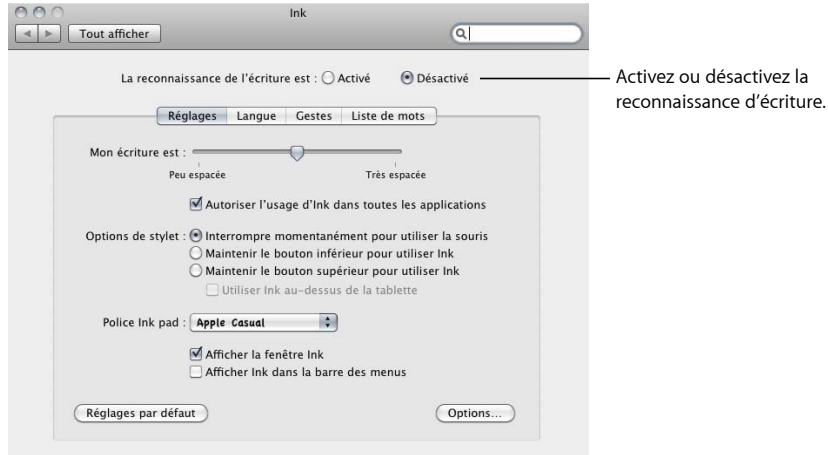 Ink
Tout afficher
La reconnaissance de l'écriture est : Activé Désactivé
Activez ou désactivez la
reconnaissance d’écriture.
Réglages Langue Gestes Liste de mots
Mon écriture est :
Peu espacée Très espacée
Autoriser l'usage d'Ink dans toutes les applications
Options de stylet : Interrompre momentanément pour utiliser la souris
Maintenir le bouton inférieur pour utiliser Ink
Maintenir le bouton supérieur pour utiliser Ink
Utiliser Ink au-dessus de la tablette
Police Ink pad : Apple Casual
Afficher la fenêtre Ink
Afficher Ink dans la barre des menus
Réglages par défaut Options...